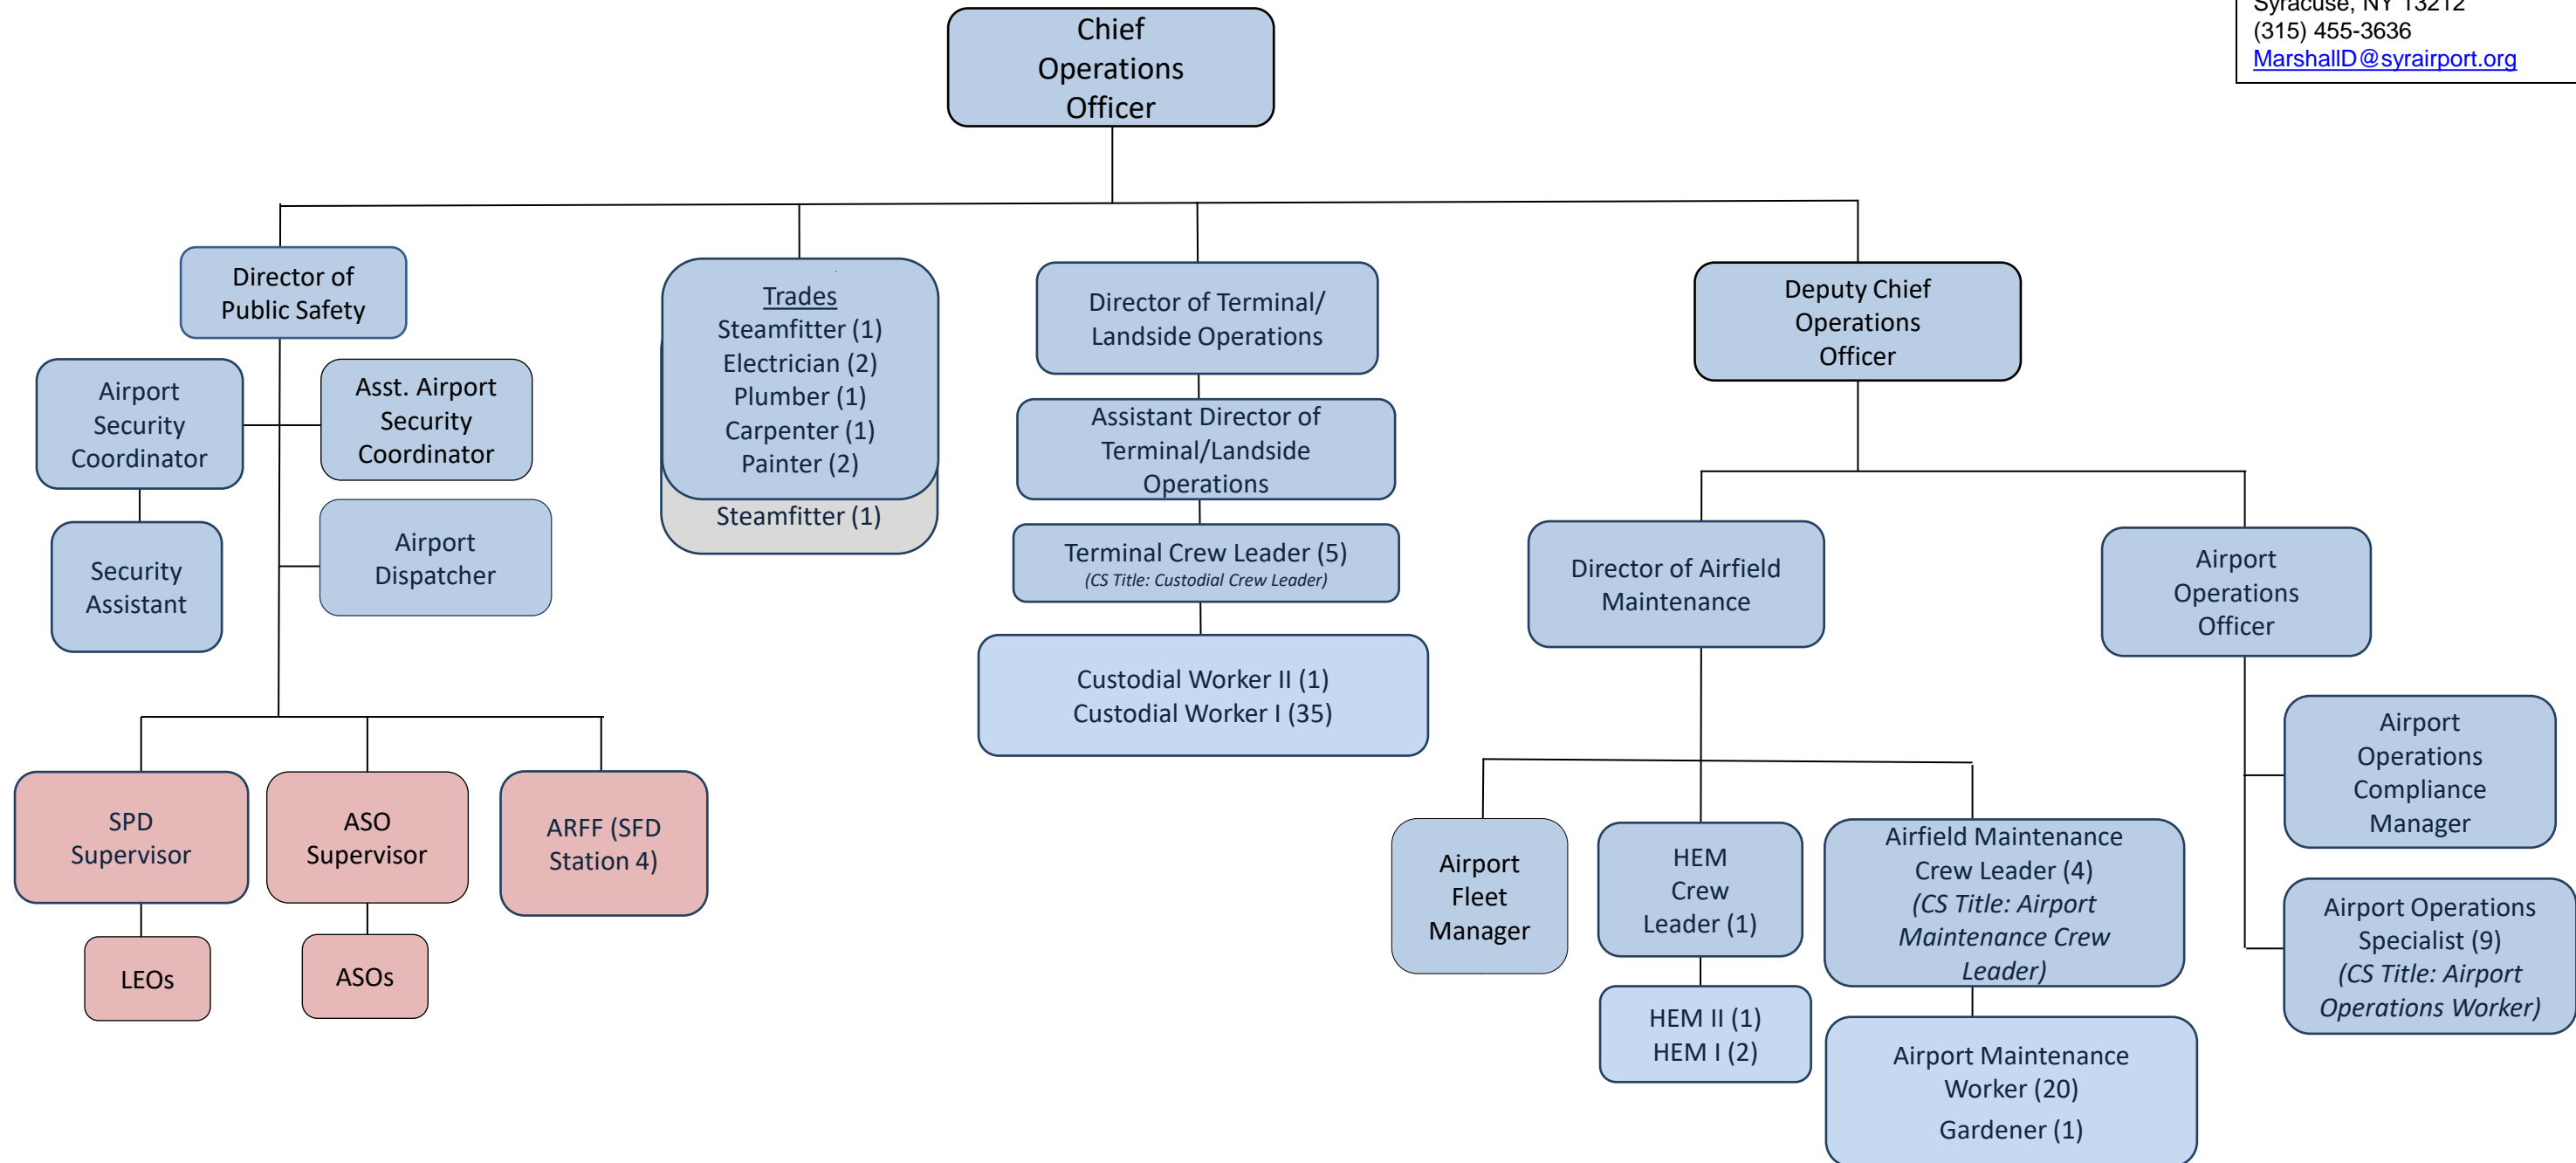 Syracuse, NY 13212
(315) 455-3636
MarshallD@syrairport.org
Chief
Operations
Officer
Director of
Public Safety
Airport
Security
Coordinator
Asst. Airport
Security
Coordinator
Security
Assistant
Airport
Dispatcher
SPD
Supervisor
ASO
Supervisor
ARFF (SFD
Station 4)
LEOs
ASOs
Trades
Steamfitter (1)
Electrician (2)
Plumber (1)
Carpenter (1)
Painter (2)
Steamfitter (1)
Director of Terminal/
Landside Operations
Assistant Director of
Terminal/Landside
Operations
Terminal Crew Leader (5)
(CS Title: Custodial Crew Leader)
Custodial Worker II (1)
Custodial Worker I (35)
Deputy Chief
Operations
Officer
Director of Airfield
Maintenance
Airport
Fleet
Manager
HEM
Crew
Leader (1)
HEM II (1)
HEM I (2)
Airfield Maintenance
Crew Leader (4)
(CS Title: Airport
Maintenance Crew
Leader)
Airport Maintenance
Worker (20)
Gardener (1)
Airport
Operations
Officer
Airport
Operations
Compliance
Manager
Airport Operations
Specialist (9)
(CS Title: Airport
Operations Worker)